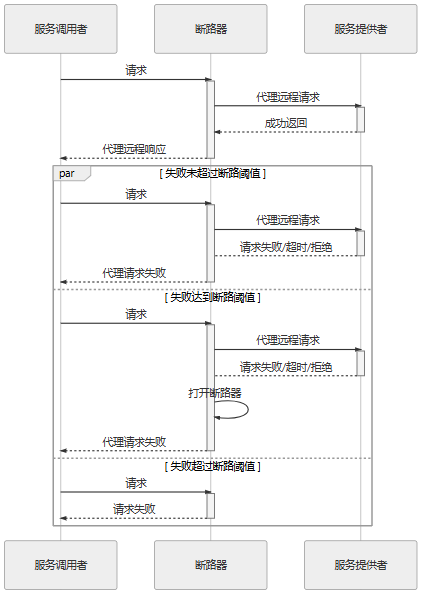 服务调用者
断路器
服务提供者
请求
代理远程请求
成功返回
代理远程响应
par
[ 失败未超过断路阈值 ]
请求
代理远程请求
请求失败/超时/拒绝
代理请求失败
[ 失败达到断路阈值 ]
请求
代理远程请求
请求失败/超时/拒绝
打开断路器
代理请求失败
[ 失败超过断路阈值 ]
请求
请求失败
服务调用者
断路器
服务提供者